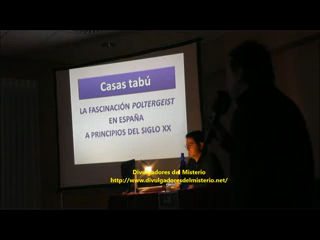 Casas tabú
LA FASCINACIÓN POLTERGEIST
EN ESPAÑA
A PRINCIPIOS DEL SIGLO XX
Divulgadores del Misterio
http://www.divulgadoresdelmisterio.net/